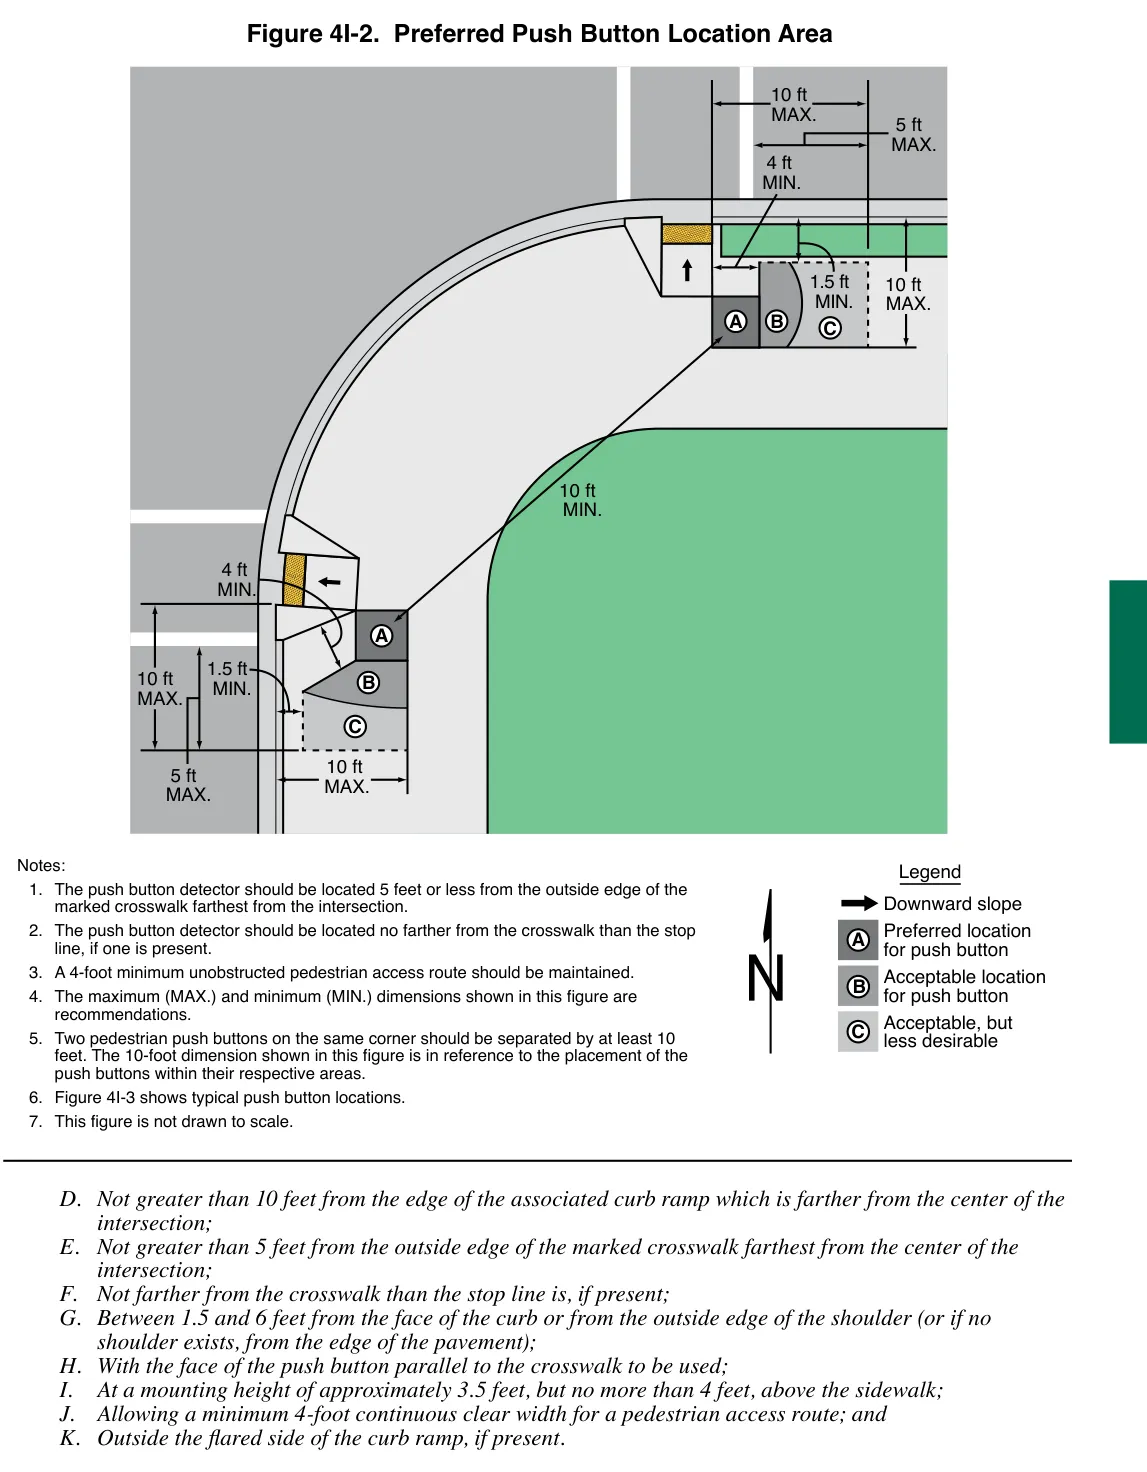 Figure 4I-2. Preferred Push Button Location Area
10 ft
MAX.
5 ft
MAX.
4 ft
MIN.
1.5 ft
MIN.
10 ft
MAX.
A
B
C
10 ft
MIN.
4 ft
MIN.
A
1.5 ft
MIN.
10 ft
MAX.
B
C
5 ft
MAX.
10 ft
MAX.
Notes:
1. The push button detector should be located 5 feet or less from the outside edge of the
marked crosswalk farthest from the intersection.
2. The push button detector should be located no farther from the crosswalk than the stop
line, if one is present.
3. A 4-foot minimum unobstructed pedestrian access route should be maintained.
4. The maximum (MAX.) and minimum (MIN.) dimensions shown in this figure are
recommendations.
5. Two pedestrian push buttons on the same corner should be separated by at least 10
feet. The 10-foot dimension shown in this figure is in reference to the placement of the
push buttons within their respective areas.
6. Figure 4I-3 shows typical push button locations.
7. This figure is not drawn to scale.
N
Legend
Downward slope
A Preferred location
for push button
B Acceptable location
for push button
C Acceptable, but
less desirable
D. Not greater than 10 feet from the edge of the associated curb ramp which is farther from the center of the
intersection;
E. Not greater than 5 feet from the outside edge of the marked crosswalk farthest from the center of the
intersection;
F. Not farther from the crosswalk than the stop line is, if present;
G. Between 1.5 and 6 feet from the face of the curb or from the outside edge of the shoulder (or if no
shoulder exists, from the edge of the pavement);
H. With the face of the push button parallel to the crosswalk to be used;
I. At a mounting height of approximately 3.5 feet, but no more than 4 feet, above the sidewalk;
J. Allowing a minimum 4-foot continuous clear width for a pedestrian access route; and
K. Outside the flared side of the curb ramp, if present.